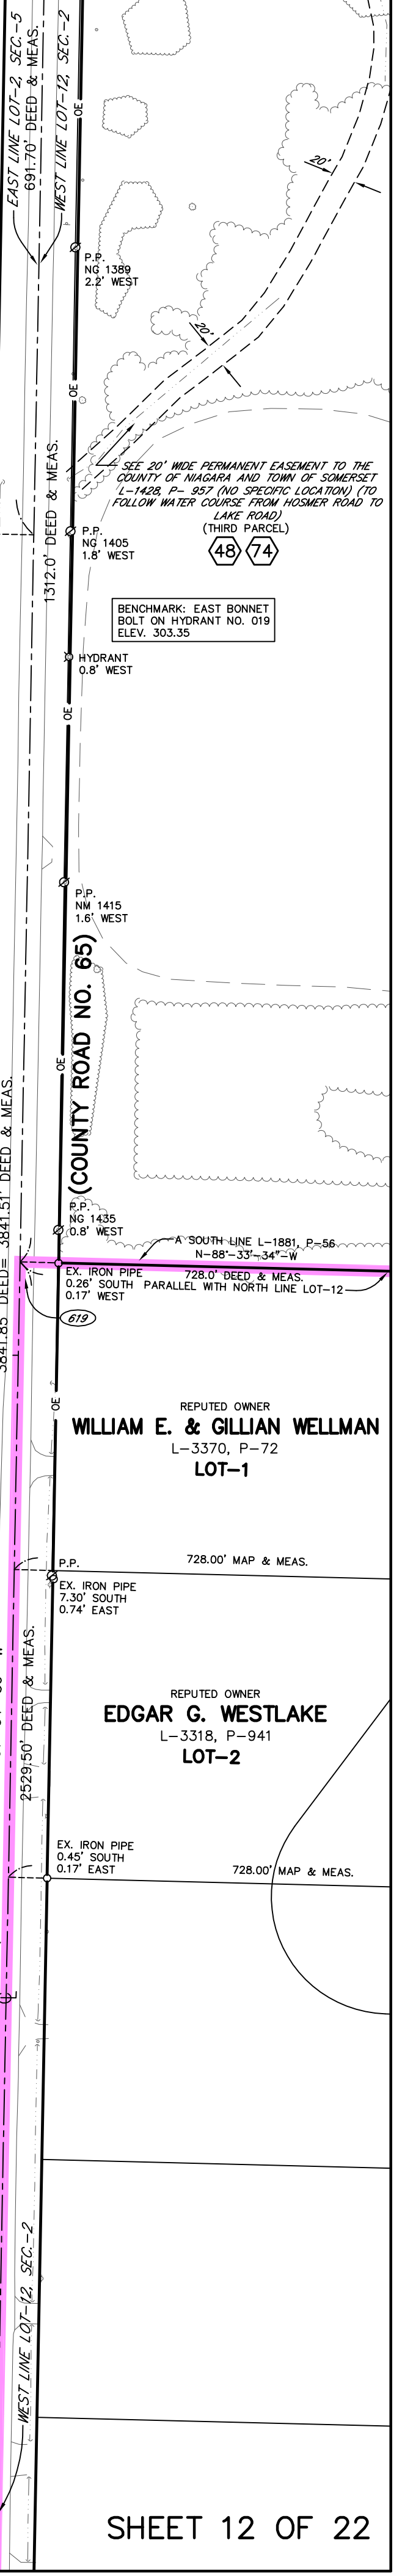 EAST LINE LOT-2, SEC.-5
691.70' DEED & MEAS.
WEST LINE LOT-12, SEC.-2
OE
20'
P.P.
NG 1389
2.2' WEST
20'
OE
1312.0' DEED & MEAS.
SEE 20' WIDE PERMANENT EASEMENT TO THE
COUNTY OF NIAGARA AND TOWN OF SOMERSET
L-1428, P- 957 (NO SPECIFIC LOCATION) (TO
FOLLOW WATER COURSE FROM HOSMER ROAD TO
LAKE ROAD)
(THIRD PARCEL)
48 74
P.P.
NG 1405
1.8' WEST
BENCHMARK: EAST BONNET
BOLT ON HYDRANT NO. 019
ELEV. 303.35
HYDRANT
0.8' WEST
OE
P.P.
NM 1415
1.6' WEST
(COUNTY ROAD NO. 65)
OE
3841.85' DEED= 3841.51' DEED & MEAS.
P.P.
NG 1435
0.8' WEST
A SOUTH LINE L-1881, P-56
N-88°-33'-34"-W
EX. IRON PIPE
0.26' SOUTH
0.17' WEST
728.0' DEED & MEAS.
PARALLEL WITH NORTH LINE LOT-12
619
OE
REPUTED OWNER
WILLIAM E. & GILLIAN WELLMAN
L-3370, P-72
LOT-1
P.P.
728.00' MAP & MEAS.
EX. IRON PIPE
7.30' SOUTH
0.74' EAST
2529.50' DEED & MEAS.
REPUTED OWNER
EDGAR G. WESTLAKE
L-3318, P-941
LOT-2
EX. IRON PIPE
0.45' SOUTH
0.17' EAST
728.00' MAP & MEAS.
WEST LINE LOT-12, SEC.-2
SHEET 12 OF 22